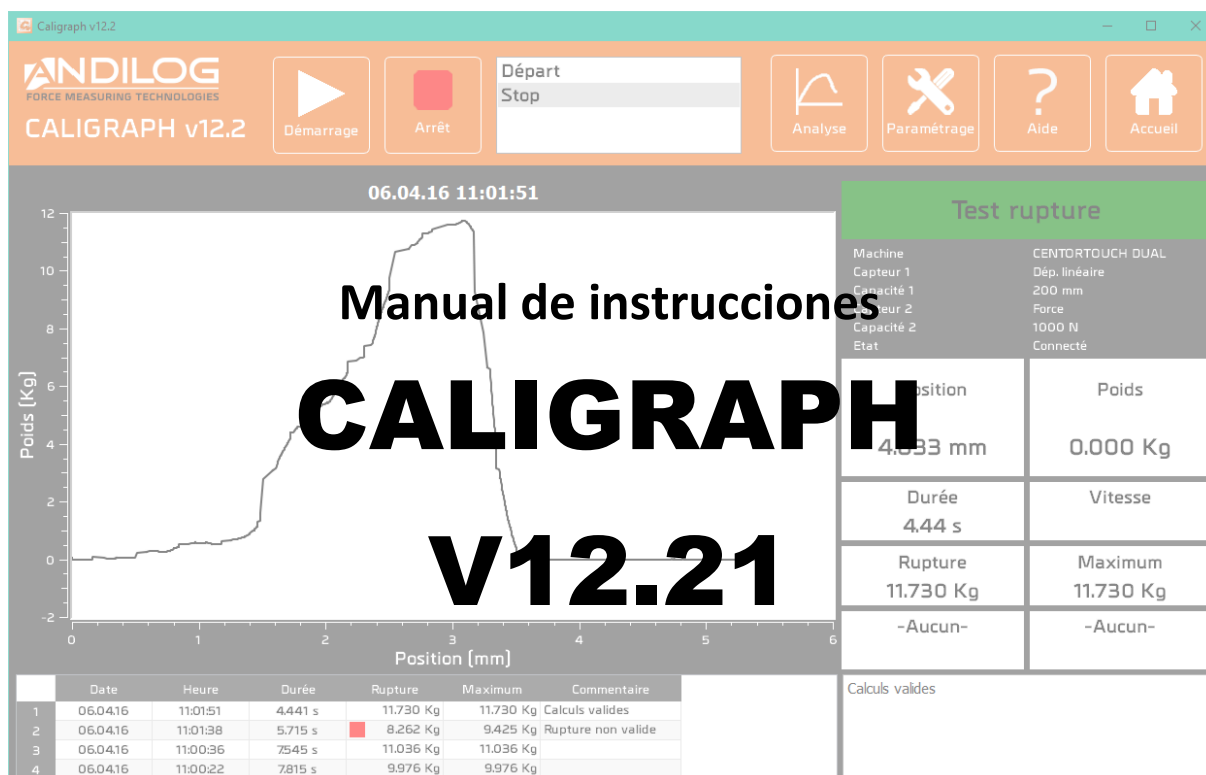 Caligraph v12.2
ANDILOG
FORCE MEASURING TECHNOLOGIES
CALIGRAPH v12.2
Démarrage
Arrêt
Départ
Stop
Analyse
Paramétrage
Aide
Accueil
06.04.16 11:01:51
Test rupture
Machine CENTORTOUCH DUAL
Capteur 1 Dép. linéaire
Capacité 1 200 mm
Capteur 2 Force
Capacité 2 1000 N
Etat Connecté
Manual de instrucciones
CALIGRAPH
V12.21
Position
mm
Poids
0.000 Kg
Durée
4.44 s
Vitesse
Rupture
11.730 Kg
Maximum
11.730 Kg
-Aucun-
-Aucun-
Poids (Kg)
12
10
8
6
4
2
0
-2
0 1 2 3 4 5 6
Position (mm)
Date Heure Durée Rupture Maximum Commentaire
1 06.04.16 11:01:51 4.441 s 11.730 Kg 11.730 Kg Calculs valides
2 06.04.16 11:01:38 5.715 s 8.262 Kg 9.425 Kg Rupture non valide
3 06.04.16 11:00:36 7.545 s 11.036 Kg 11.036 Kg
4 06.04.16 11:00:22 7.815 s 9.976 Kg 9.976 Kg
Calculs valides